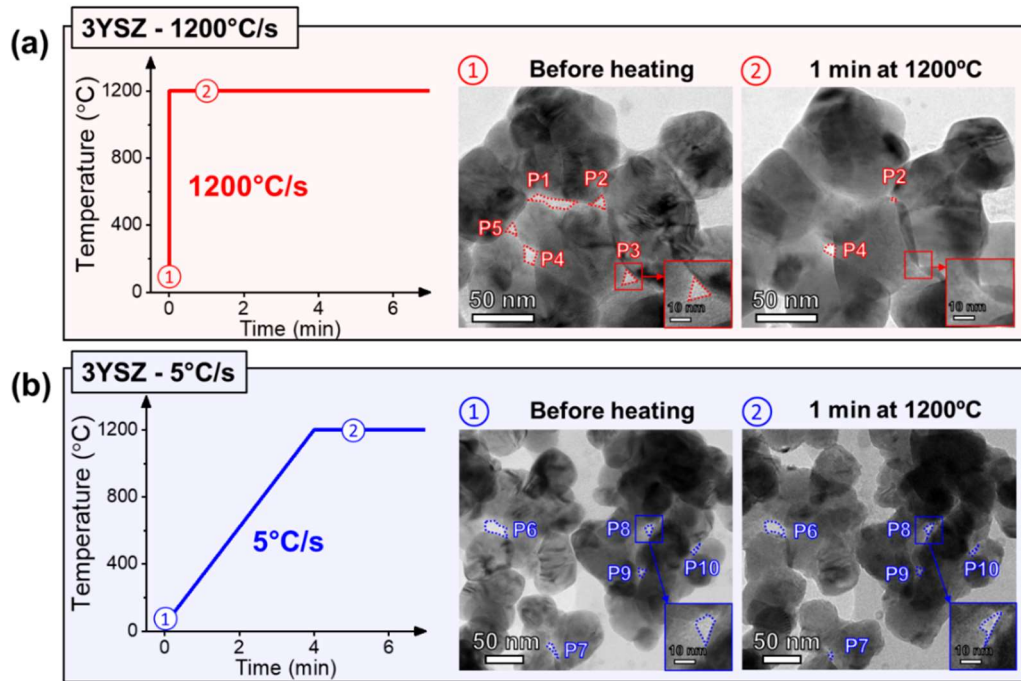 (a)
3YSZ - 1200°C/s
Temperature (°C)
1200
800
400
0
0 2 4 6
Time (min)
1200°C/s
1
2
1 Before heating
P1 P2
P5
P4
P3
50 nm
10 nm
2 1 min at 1200ºC
P2
P4
50 nm
10 nm
(b)
3YSZ - 5°C/s
Temperature (°C)
1200
800
400
0
0 2 4 6
Time (min)
5°C/s
1
2
1 Before heating
P6 P8
P9 P10
P7
50 nm
10 nm
2 1 min at 1200ºC
P6 P8
P9 P10
P7
50 nm
10 nm